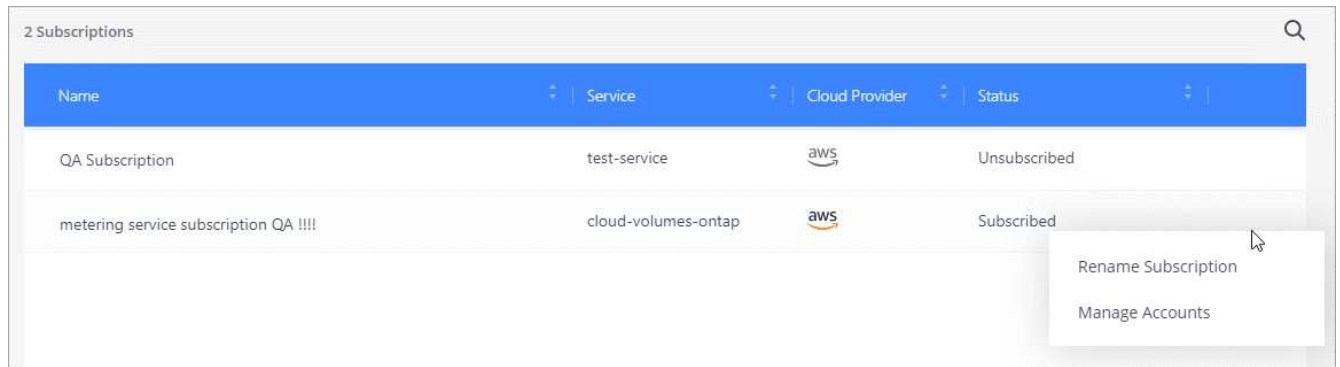 2 Subscriptions
Name Service Cloud Provider Status
QA Subscription test-service aws Unsubscribed
metering service subscription QA !!!! cloud-volumes-ontap aws Subscribed
Rename Subscription
Manage Accounts